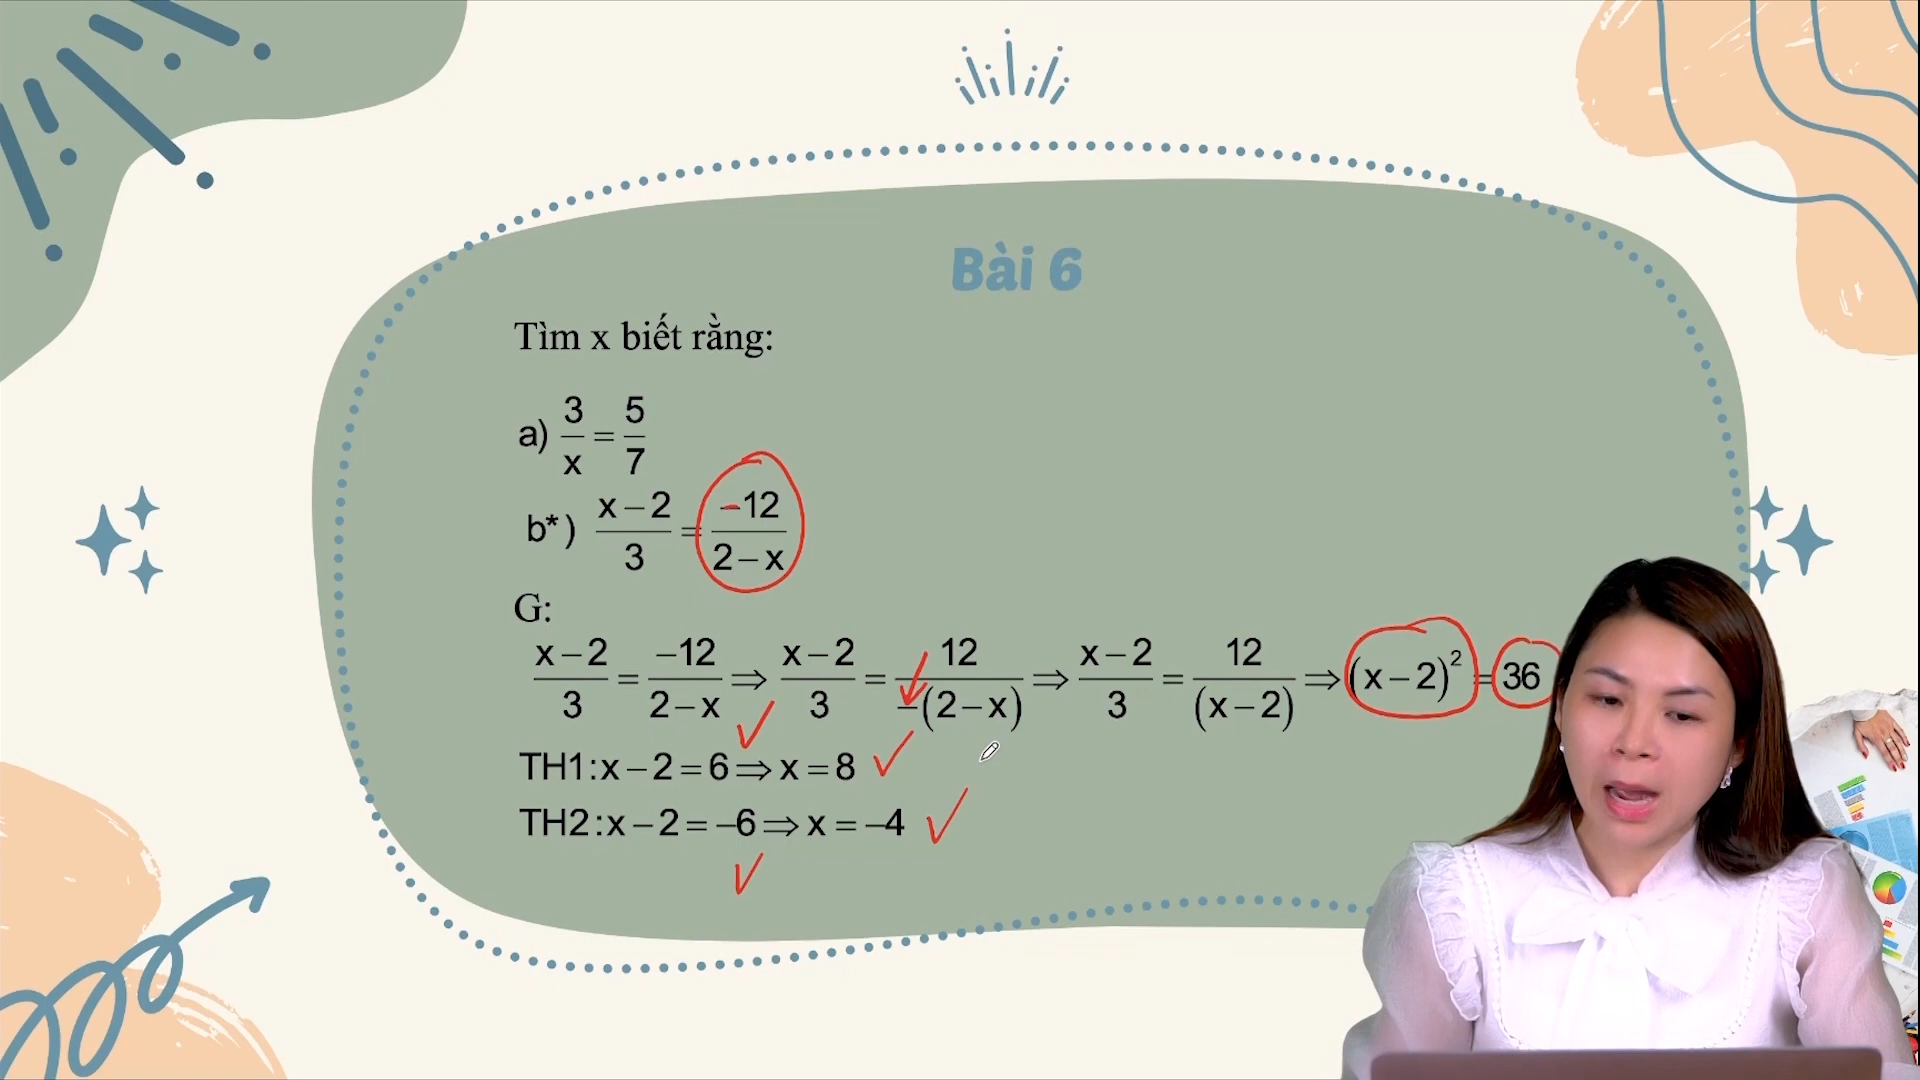 Bài 6
Tìm x biết rằng:
a) 3/x = 5/7
b*) (x – 2)/3 = –12/(2 – x)
G:
(x – 2)/3 = –12/(2 – x) ⇒ (x – 2)/3 = 12/–(2 – x) ⇒ (x – 2)/3 = 12/(x – 2) ⇒ (x – 2)² = 36
TH1: x – 2 = 6 ⇒ x = 8
TH2: x – 2 = –6 ⇒ x = –4